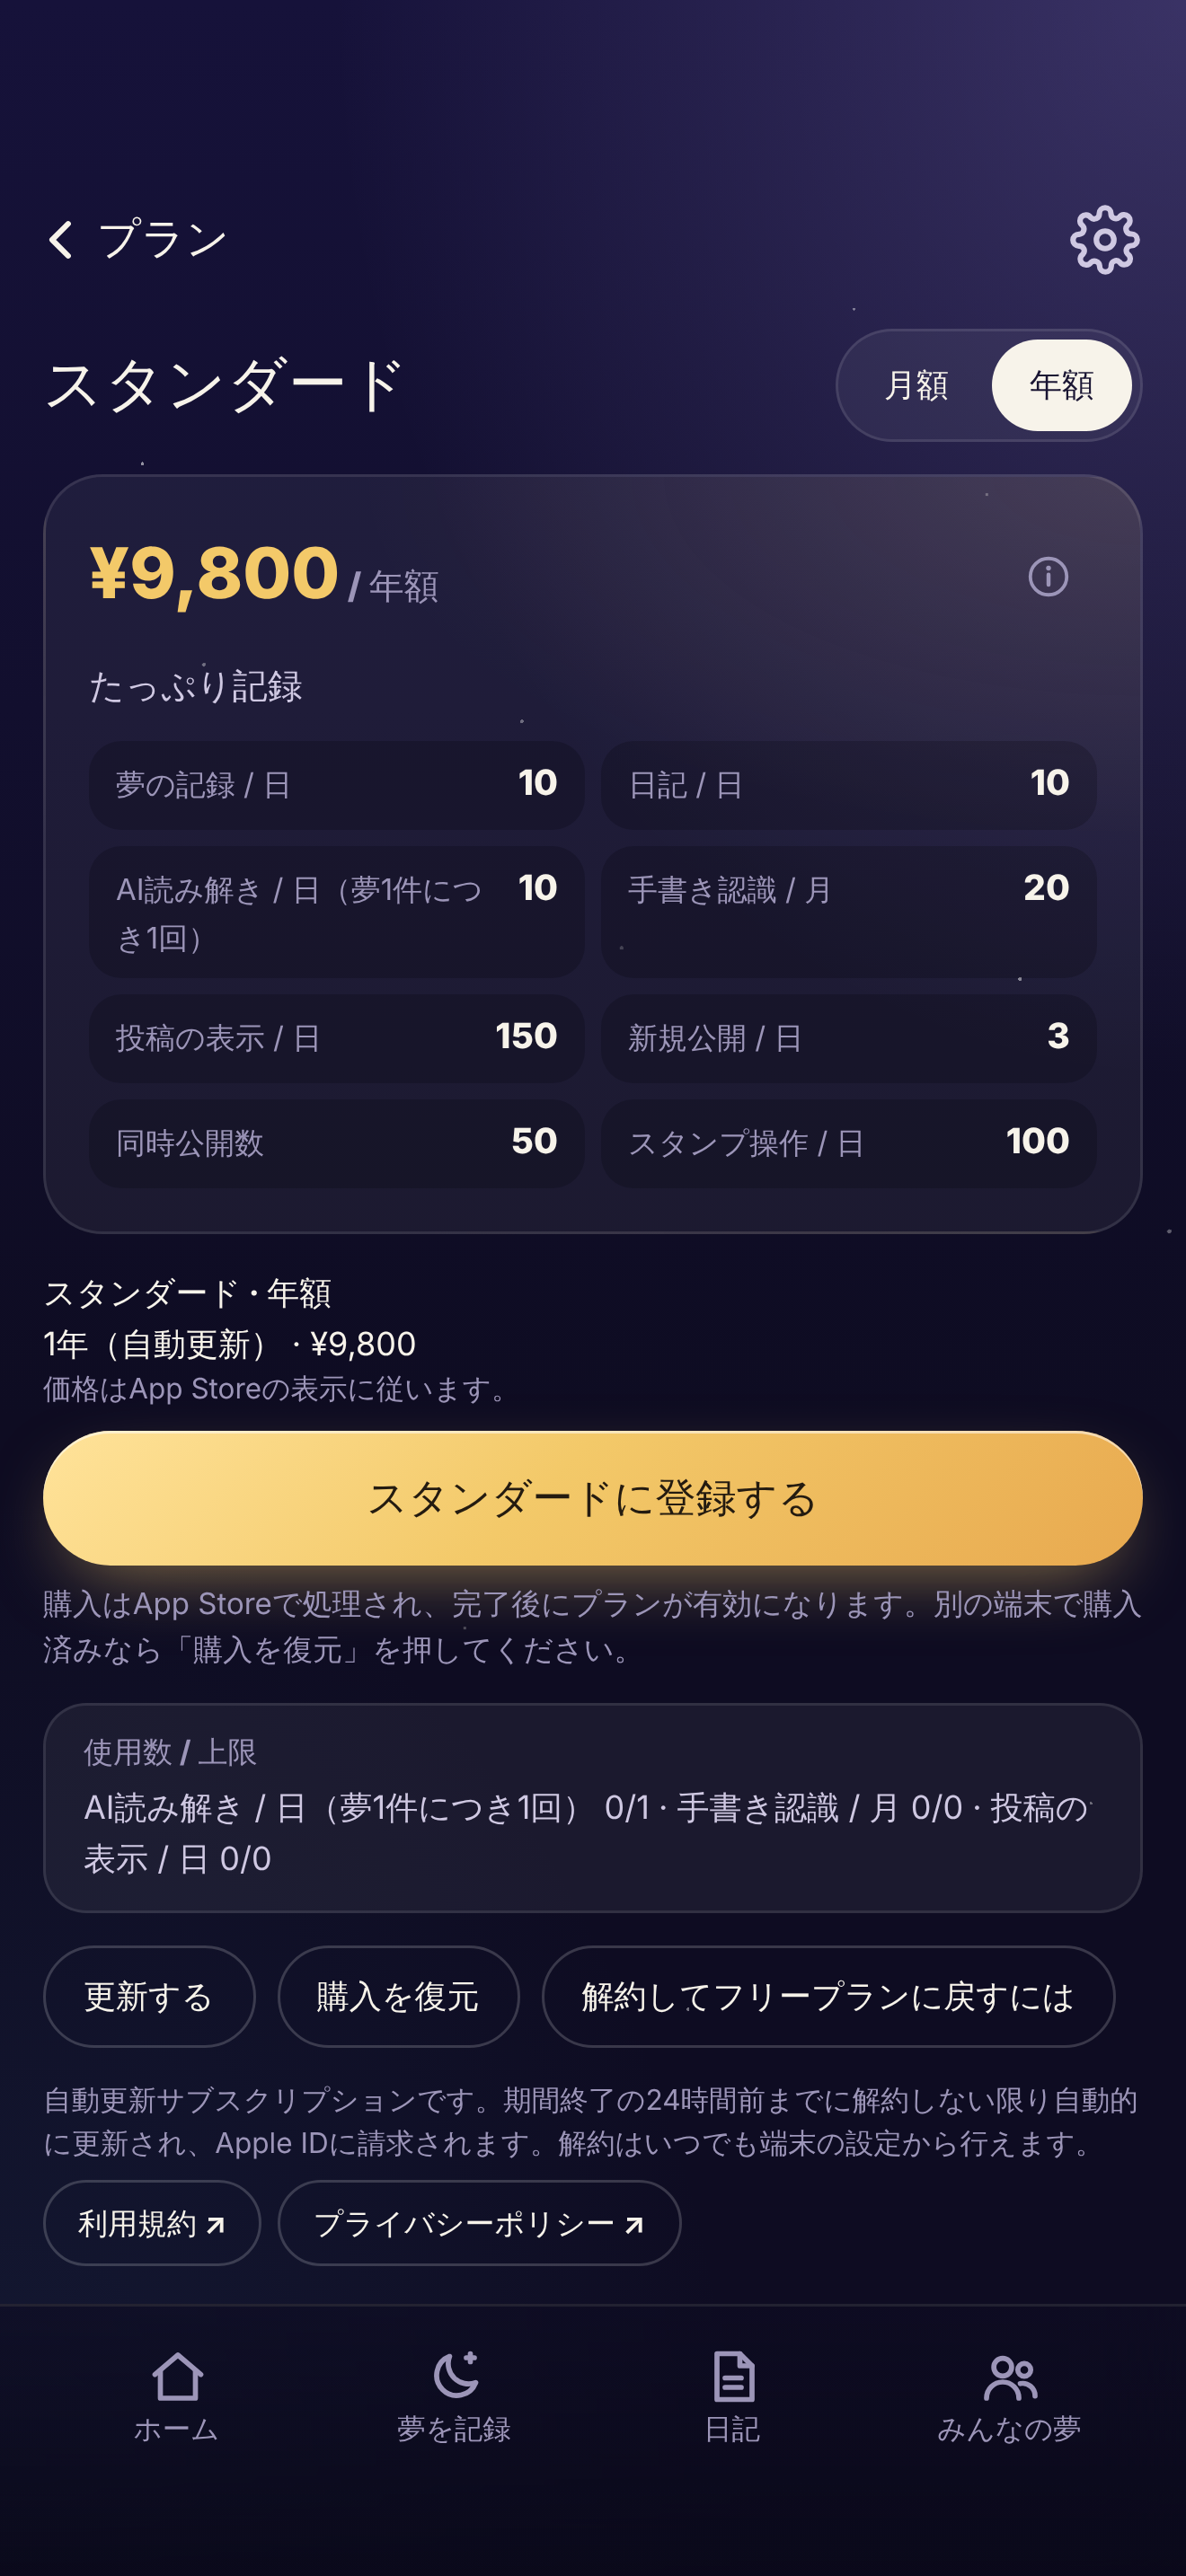 プラン
スタンダード
月額 年額
¥9,800 / 年額
たっぷり記録
夢の記録 / 日 10
日記 / 日 10
AI読み解き / 日（夢1件につ
き1回） 10
手書き認識 / 月 20
投稿の表示 / 日 150
新規公開 / 日 3
同時公開数 50
スタンプ操作 / 日 100
スタンダード · 年額
1年（自動更新） · ¥9,800
価格はApp Storeの表示に従います。
スタンダードに登録する
購入はApp Storeで処理され、完了後にプランが有効になります。別の端末で購入
済みなら「購入を復元」を押してください。
使用数 / 上限
AI読み解き / 日（夢1件につき1回） 0/1 · 手書き認識 / 月 0/0 · 投稿の
表示 / 日 0/0
更新する 購入を復元 解約してフリープランに戻すには
自動更新サブスクリプションです。期間終了の24時間前までに解約しない限り自動的
に更新され、Apple IDに請求されます。解約はいつでも端末の設定から行えます。
利用規約 プライバシーポリシー
ホーム 夢を記録 日記 みんなの夢